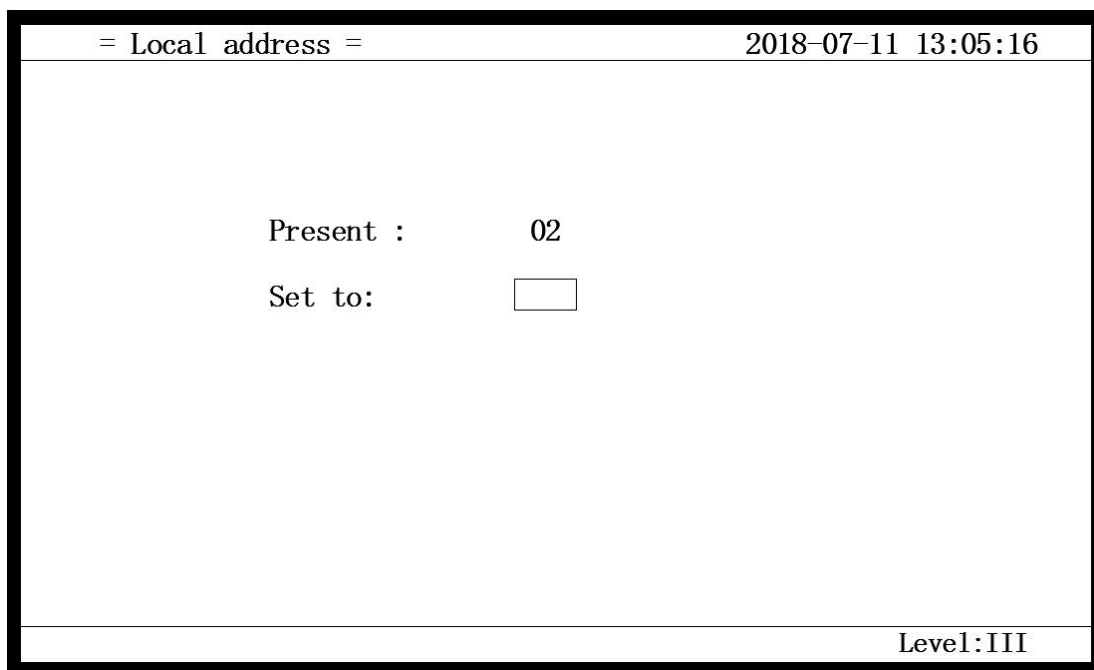 = Local address = 2018-07-11 13:05:16
Present : 02
Set to:
Level:III